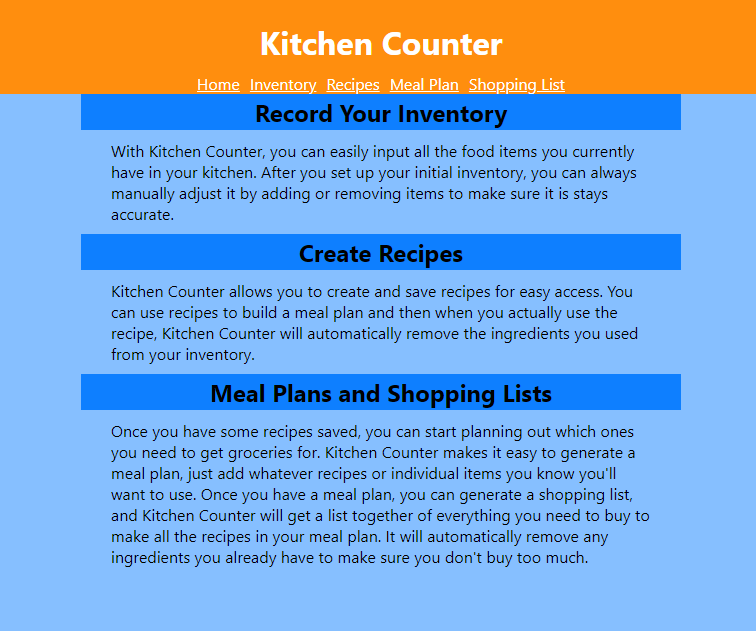 Kitchen Counter
Home Inventory Recipes Meal Plan Shopping List
Record Your Inventory
With Kitchen Counter, you can easily input all the food items you currently
have in your kitchen. After you set up your initial inventory, you can always
manually adjust it by adding or removing items to make sure it is stays
accurate.
Create Recipes
Kitchen Counter allows you to create and save recipes for easy access. You
can use recipes to build a meal plan and then when you actually use the
recipe, Kitchen Counter will automatically remove the ingredients you used
from your inventory.
Meal Plans and Shopping Lists
Once you have some recipes saved, you can start planning out which ones
you need to get groceries for. Kitchen Counter makes it easy to generate a
meal plan, just add whatever recipes or individual items you know you'll
want to use. Once you have a meal plan, you can generate a shopping list,
and Kitchen Counter will get a list together of everything you need to buy to
make all the recipes in your meal plan. It will automatically remove any
ingredients you already have to make sure you don't buy too much.